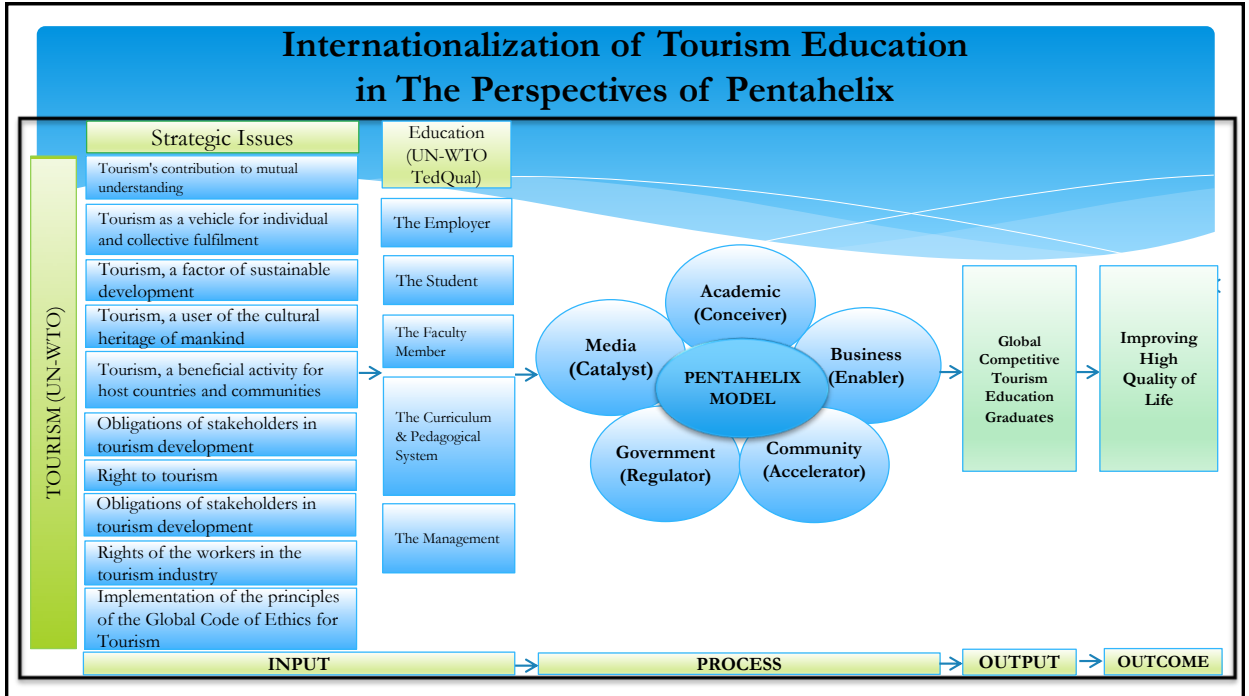 Internationalization of Tourism Education
in The Perspectives of Pentahelix
TOURISM (UN-WTO)
Strategic Issues
Tourism's contribution to mutual
understanding
Tourism as a vehicle for individual
and collective fulfilment
Tourism, a factor of sustainable
development
Tourism, a user of the cultural
heritage of mankind
Tourism, a beneficial activity for
host countries and communities
Obligations of stakeholders in
tourism development
Right to tourism
Obligations of stakeholders in
tourism development
Rights of the workers in the
tourism industry
Implementation of the principles
of the Global Code of Ethics for
Tourism
Education
(UN-WTO
TedQual)
The Employer
The Student
The Faculty
Member
The Curriculum
& Pedagogical
System
The Management
Academic
(Conceiver)
Media
(Catalyst)
Business
(Enabler)
PENTAHELIX
MODEL
Government
(Regulator)
Community
(Accelerator)
Global
Competitive
Tourism
Education
Graduates
Improving
High
Quality of
Life
INPUT
PROCESS
OUTPUT
OUTCOME